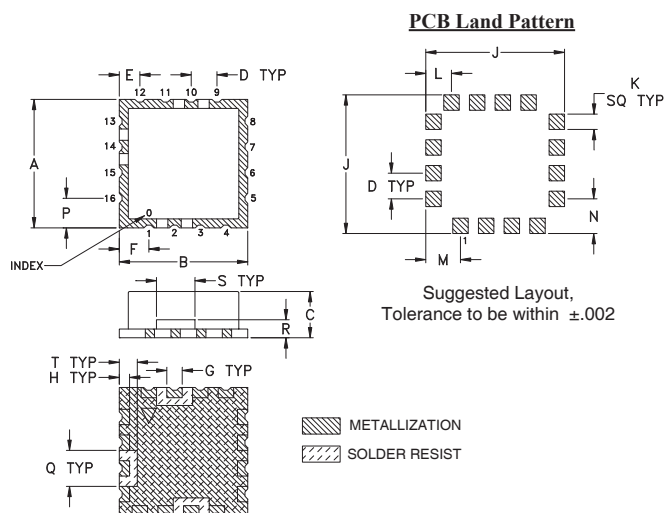 PCB Land Pattern
E
D TYP
12 11 10 9
13
14
15
16
8
7
6
5
A
P
0
1 2 3 4
F
B
INDEX
J
L
K
SQ TYP
J
D TYP
N
M
1
Suggested Layout,
Tolerance to be within ±.002
S TYP
R
C
T TYP
H TYP
G TYP
Q TYP
METALLIZATION
SOLDER RESIST